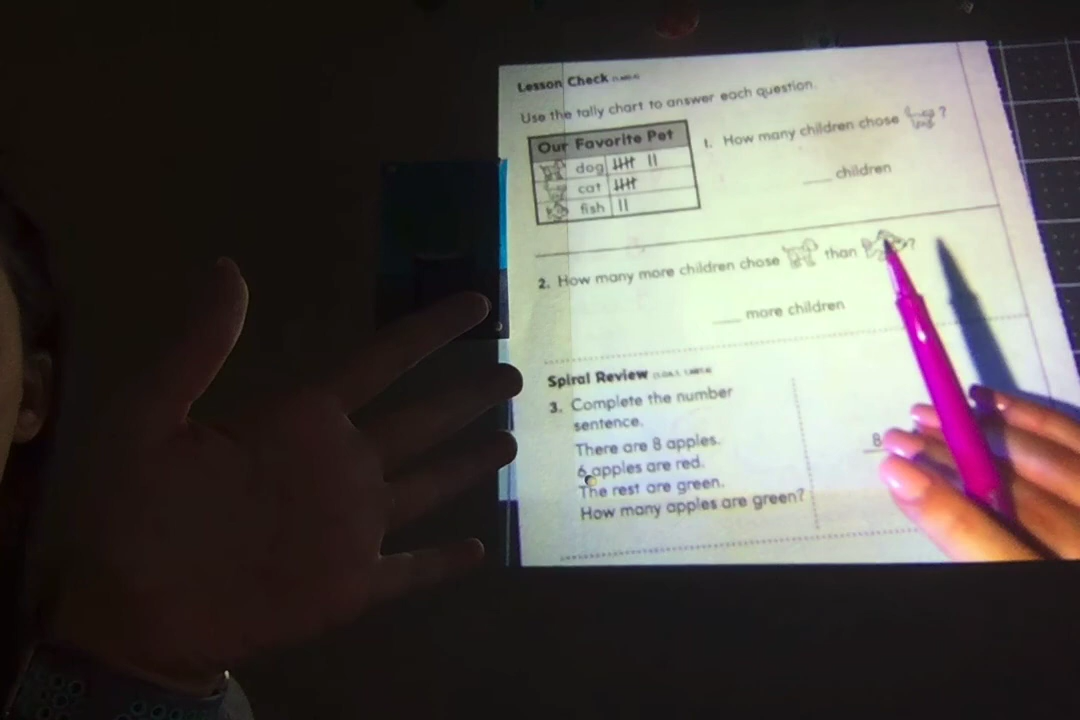 Lesson Check
Use the tally chart to answer each question.
Our Favorite Pet
dog
cat
fish
1. How many children chose ?
___ children
2. How many more children chose than ?
___ more children
Spiral Review
3. Complete the number
sentence.
There are 8 apples.
6 apples are red.
The rest are green.
How many apples are green?
8